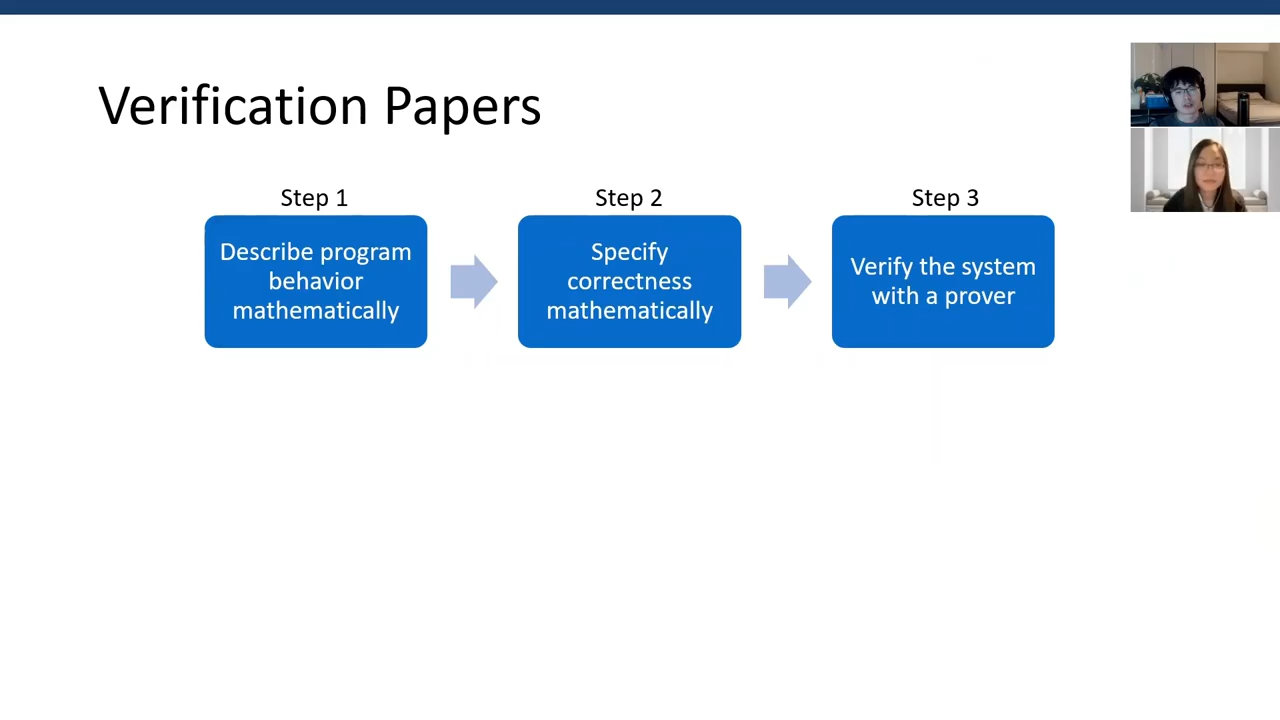 Verification Papers
Step 1
Describe program
behavior
mathematically
Step 2
Specify
correctness
mathematically
Step 3
Verify the system
with a prover